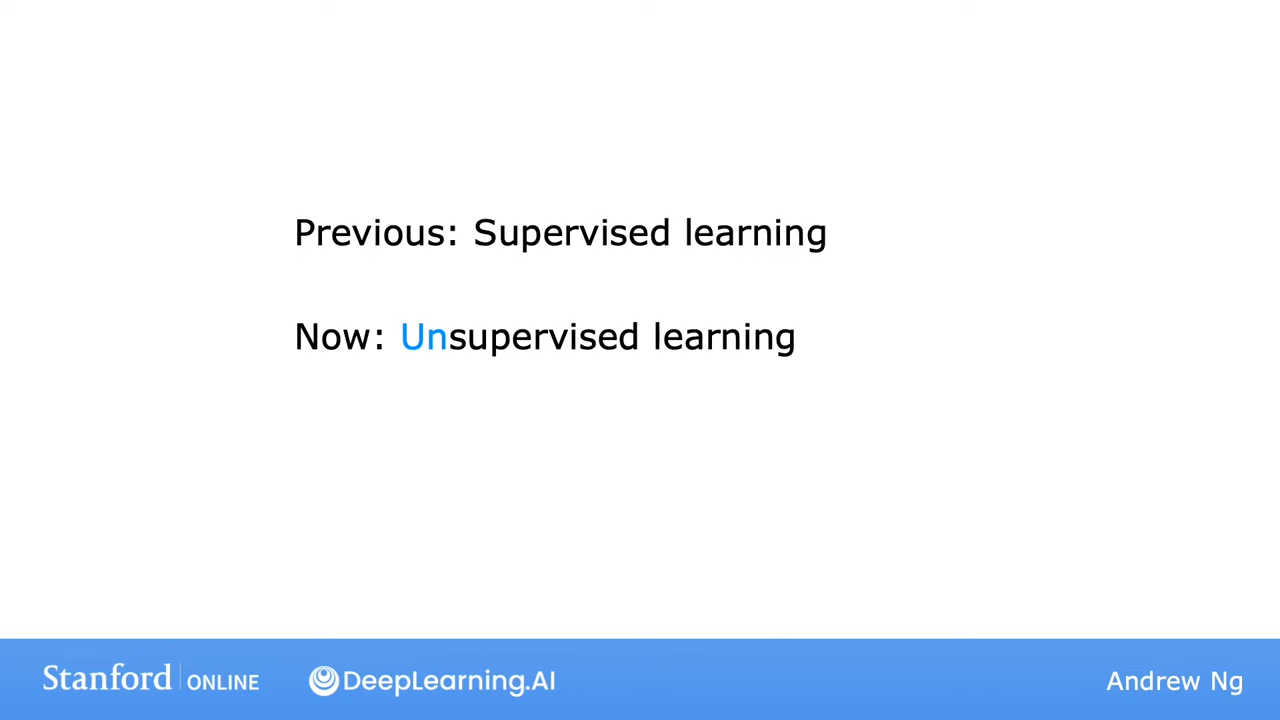 Previous: Supervised learning
Now: Unsupervised learning
Stanford ONLINE
DeepLearning.AI
Andrew Ng